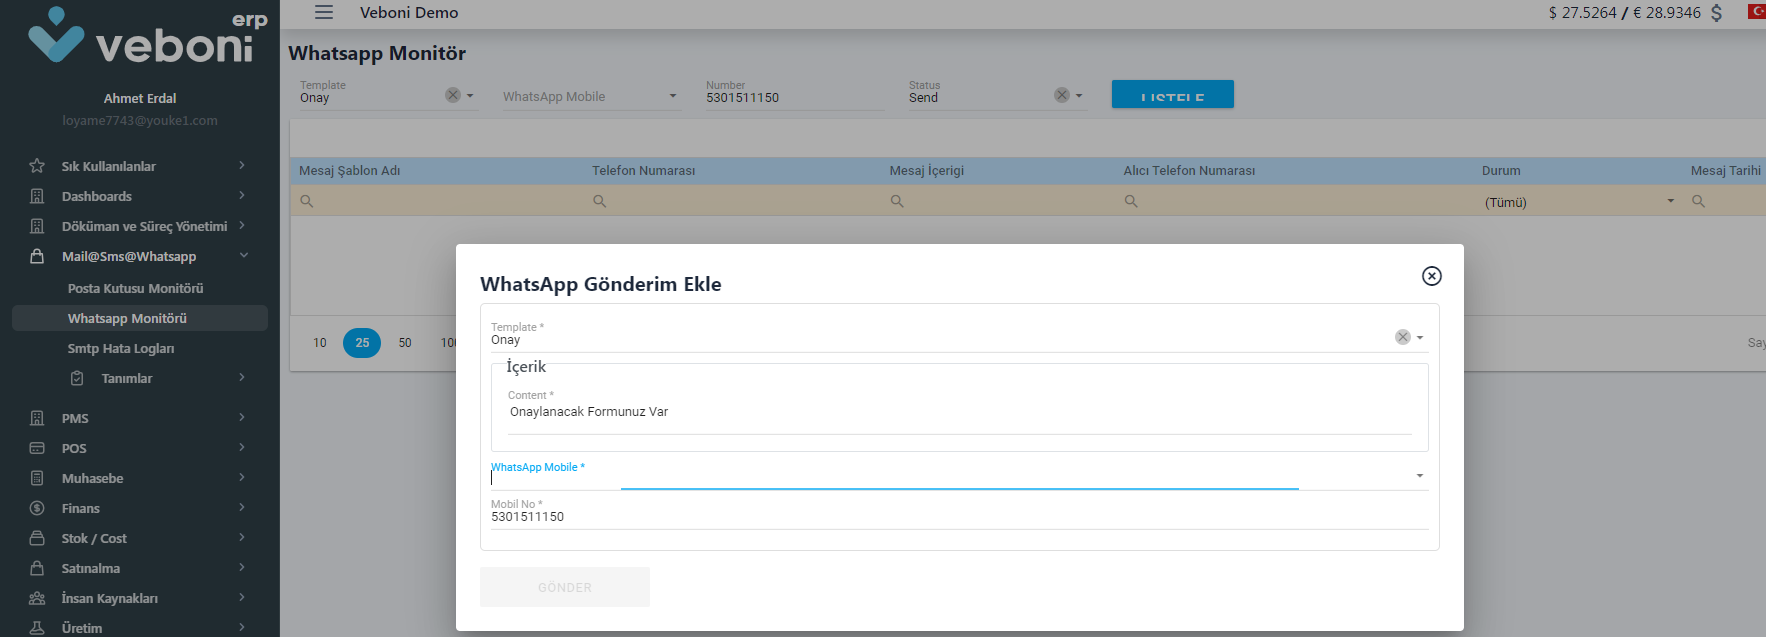 erp
veboni
Ahmet Erdal
loyame7743@youke1.com
Sık Kullanılanlar
Dashboards
Döküman ve Süreç Yönetimi
Mail@Sms@Whatsapp
Posta Kutusu Monitörü
Whatsapp Monitörü
Smtp Hata Logları
Tanımlar
PMS
POS
Muhasebe
Finans
Stok / Cost
Satınalma
İnsan Kaynakları
Üretim
Veboni Demo
$ 27.5264 / € 28.9346 $
Whatsapp Monitör
Template
Onay
WhatsApp Mobile
Number
5301511150
Status
Send
LISTELE
Mesaj Şablon Adı Telefon Numarası Mesaj İçerigi Alıcı Telefon Numarası Durum Mesaj Tarihi
(Tümü)
10 25 50 100
Say
WhatsApp Gönderim Ekle
Template *
Onay
İçerik
Content *
Onaylanacak Formunuz Var
WhatsApp Mobile *
Mobil No *
5301511150
GÖNDER